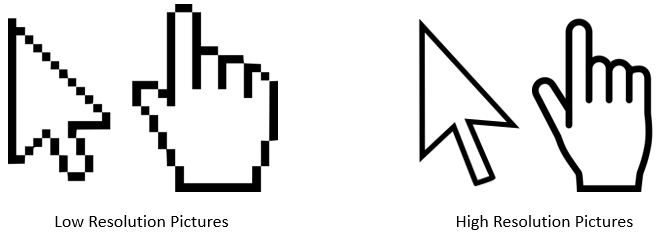 Low Resolution Pictures
High Resolution Pictures